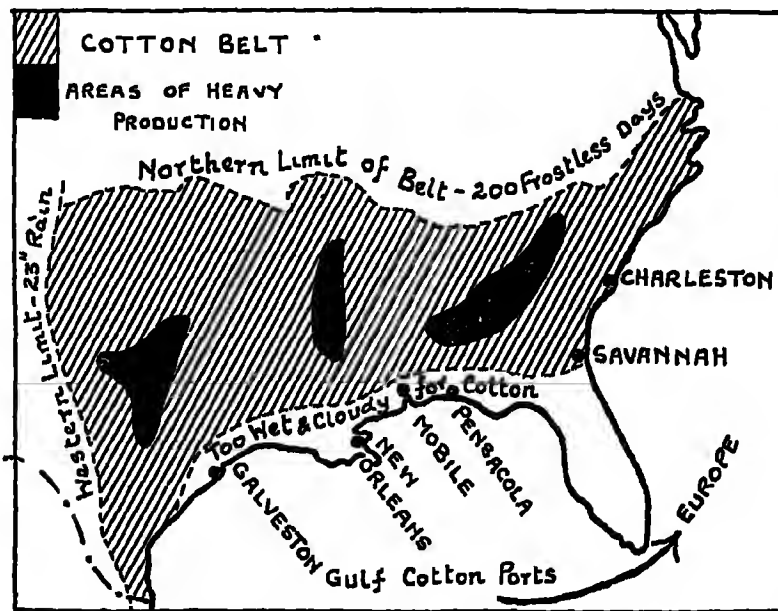 COTTON BELT
AREAS OF HEAVY
PRODUCTION
Northern Limit of Belt - 200 Frostless Days
Western Limit - 23" Rain
CHARLESTON
SAVANNAH
Too Wet & Cloudy for Cotton
PENSACOLA
MOBILE
NEW
ORLEANS
GALVESTON
Gulf Cotton Ports
EUROPE